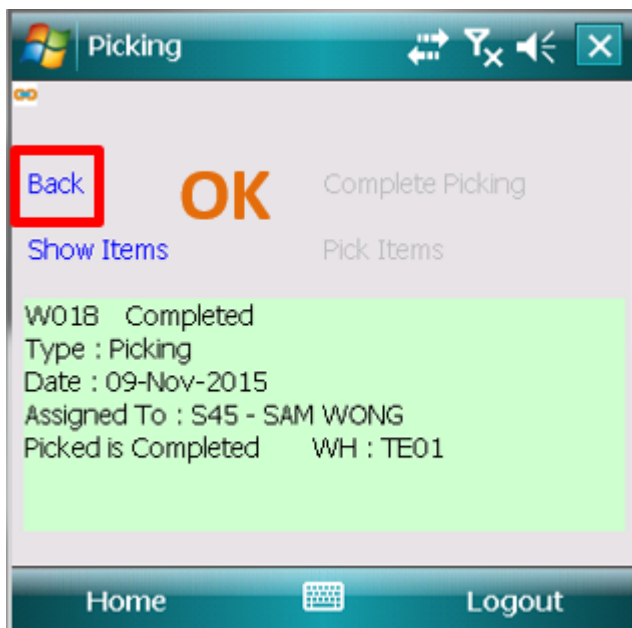 Picking
Back OK Complete Picking
Show Items Pick Items
W018 Completed
Type : Picking
Date : 09-Nov-2015
Assigned To : S45 - SAM WONG
Picked is Completed WH : TE01
Home Logout